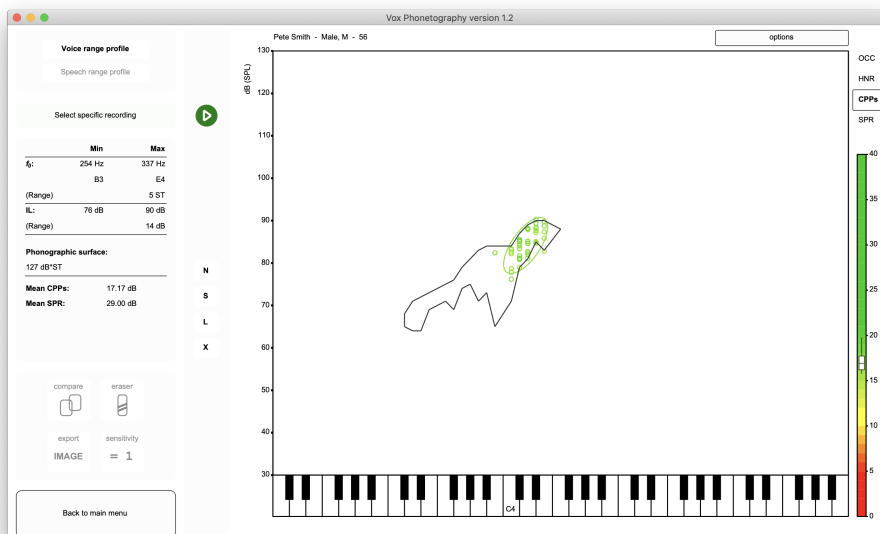 Vox Phonetography version 1.2
Voice range profile
Speech range profile
Select specific recording
Min Max
f₀: 254 Hz 337 Hz
B3 E4
(Range) 5 ST
IL: 76 dB 90 dB
(Range) 14 dB
Phonographic surface:
127 dB*ST
Mean CPPs: 17.17 dB
Mean SPR: 29.00 dB
compare eraser
export sensitivity
IMAGE = 1
Back to main menu
N
S
L
X
Pete Smith - Male, M - 56
options
dB (SPL)
130
120
110
100
90
80
70
60
50
40
30
C4
OCC
HNR
CPPs
SPR
40
35
30
25
20
15
10
5
0